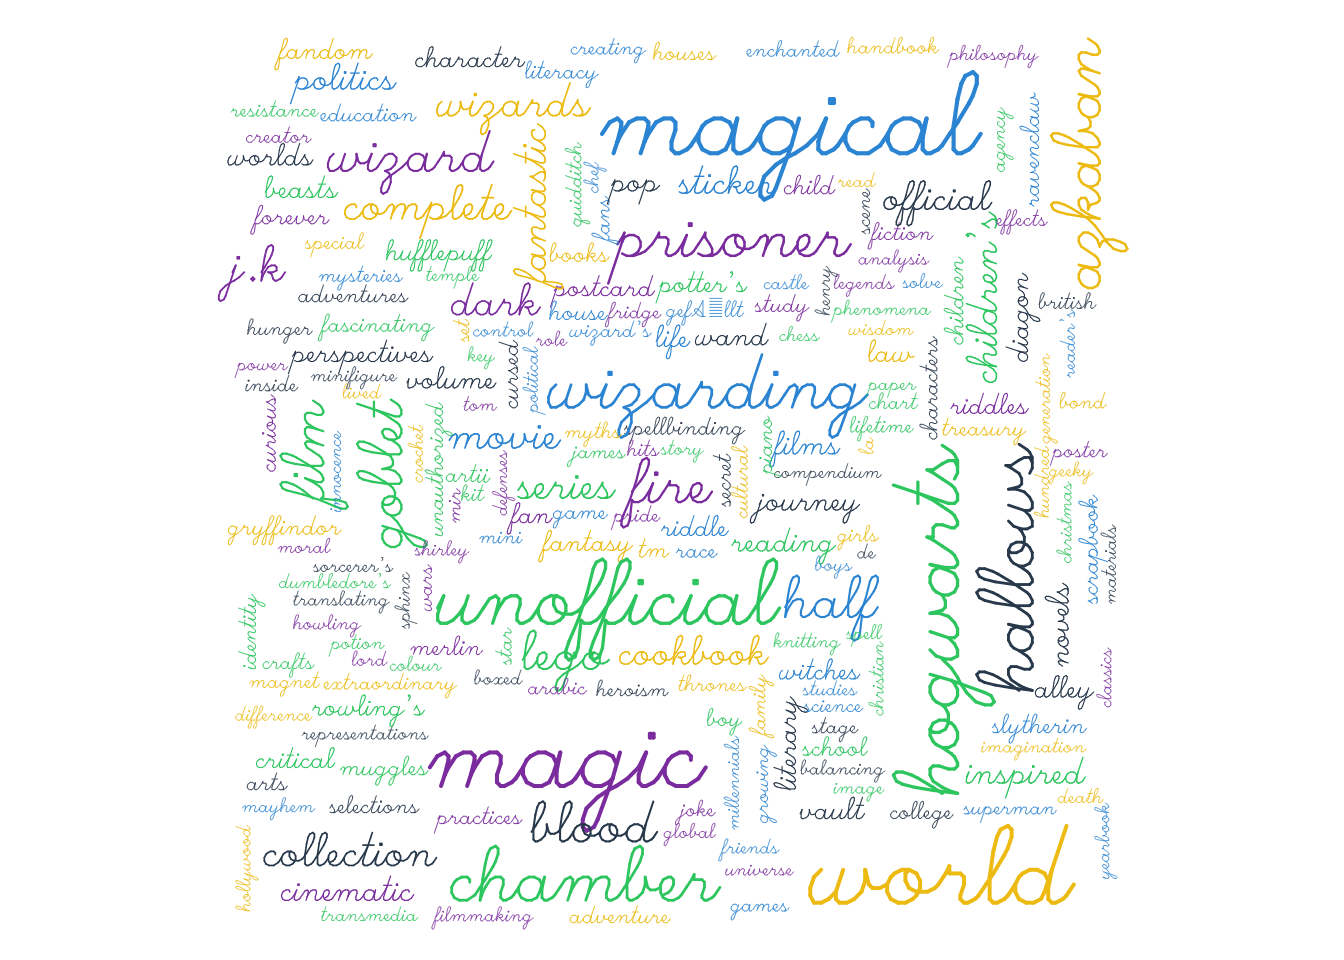 fandom
character
creating
houses
enchanted
handbook
philosophy
politics
literacy
azkaban
resistance
education
wizards
magical
creator
worlds
wizard
fantastic
quidditch
chef
agency
ravenclaw
beasts
complete
pop
sticker
child
read
official
forever
fans
scene
effects
special
hufflepuff
books
prisoner
fiction
children's
j.k
mysteries
temple
analysis
adventures
dark
postcard
potter's
castle
henry
legends
solve
children
diagon
british
house
fridge
study
phenomena
hunger
fascinating
set
control
wizard's
role
life
wand
chess
wisdom
reader's
power
perspectives
key
cursed
political
law
characters
inside
minifigure
volume
wizarding
paper
generation
curious
lived
tom
chart
riddles
bond
film
goblet
crochet
unauthorized
movie
myths
spellbinding
piano
films
lifetime
la
treasury
innocence
james
hits
story
poster
artii
defenses
secret
cultural
compendium
hundred
geeky
kit
mir
series
fire
journey
hogwarts
hallows
christmas
scrapbook
gryffindor
fan
game
pride
riddle
moral
shirley
mini
fantasy
tm
race
reading
girls
de
materials
sorcerer's
boys
dumbledore's
wars
unofficial
half
translating
sphinx
novels
howling
identity
potion
merlin
star
lego
cookbook
knitting
spell
crafts
lord
colour
witches
christian
classics
magnet
extraordinary
boxed
arabic
heroism
thrones
family
studies
alley
difference
rowling's
boy
literary
science
slytherin
representations
stage
critical
muggles
magic
millennials
growing
school
imagination
arts
balancing
inspired
image
mayhem
selections
practices
blood
joke
vault
college
superman
death
global
yearbook
hollywood
collection
friends
cinematic
chamber
universe
world
transmedia
filmmaking
adventure
games